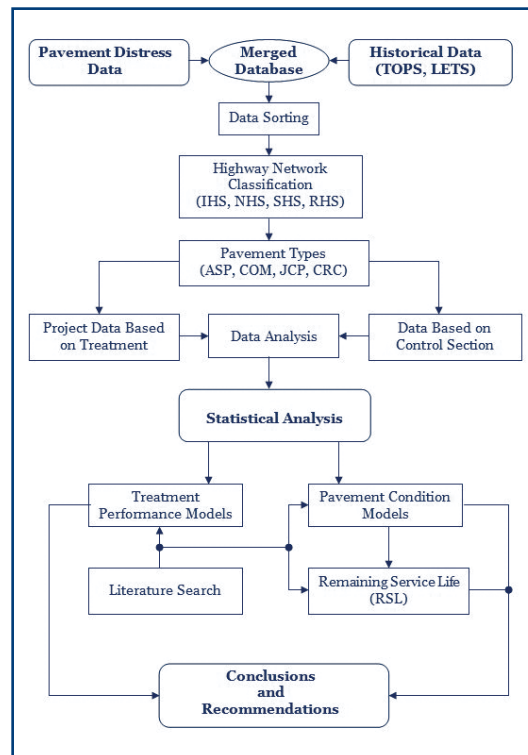 Pavement Distress
Data
Merged
Database
Historical Data
(TOPS, LETS)
Data Sorting
Highway Network
Classification
(IHS, NHS, SHS, RHS)
Pavement Types
(ASP, COM, JCP, CRC)
Project Data Based
on Treatment
Data Analysis
Data Based on
Control Section
Statistical Analysis
Treatment
Performance Models
Pavement Condition
Models
Literature Search
Remaining Service Life
(RSL)
Conclusions
and
Recommendations